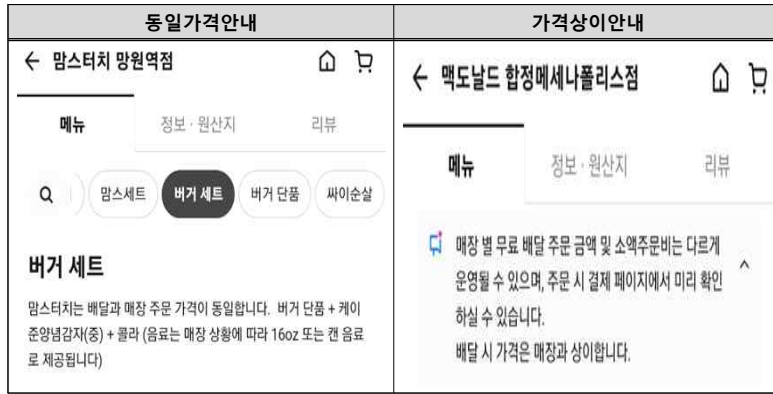 동일가격안내
가격상이안내
맘스터치 망원역점
메뉴
정보 · 원산지
리뷰
맘스세트
버거 세트
버거 단품
싸이순살
버거 세트
맘스터치는 배달과 매장 주문 가격이 동일합니다. 버거 단품 + 케이
준양념감자(중) + 콜라 (음료는 매장 상황에 따라 16oz 또는 캔 음료
로 제공됩니다)
맥도날드 합정메세나폴리스점
메뉴
정보 · 원산지
리뷰
매장 별 무료 배달 주문 금액 및 소액주문비는 다르게
운영될 수 있으며, 주문 시 결제 페이지에서 미리 확인
하실 수 있습니다.
배달 시 가격은 매장과 상이합니다.